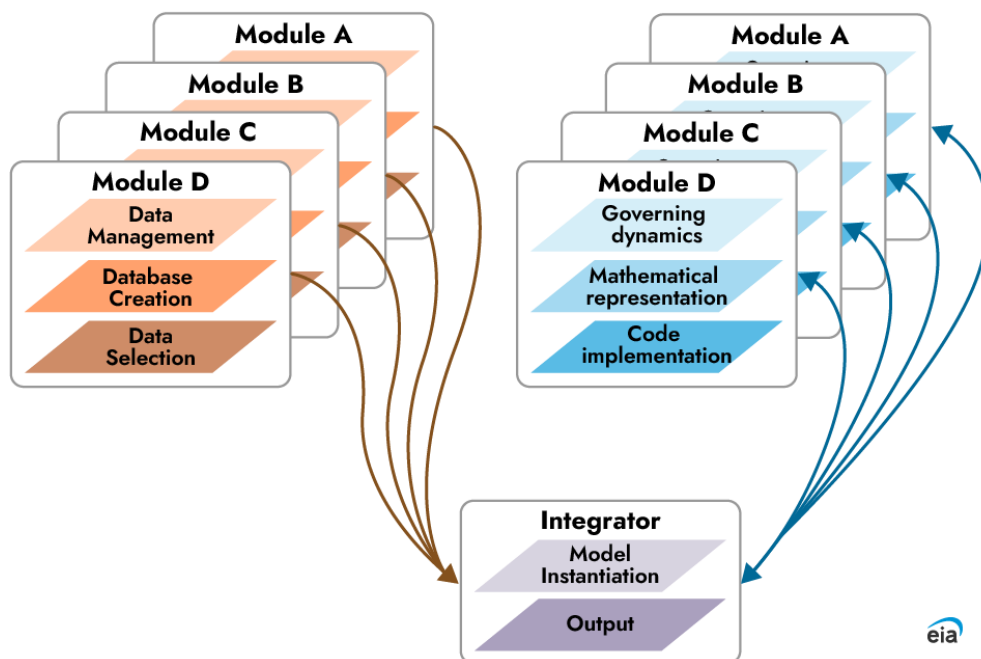 Module A
Module B
Module C
Module D
Data
Management
Database
Creation
Data
Selection
Module A
Module B
Module C
Module D
Governing
dynamics
Mathematical
representation
Code
implementation
Integrator
Model
Instantiation
Output
eia